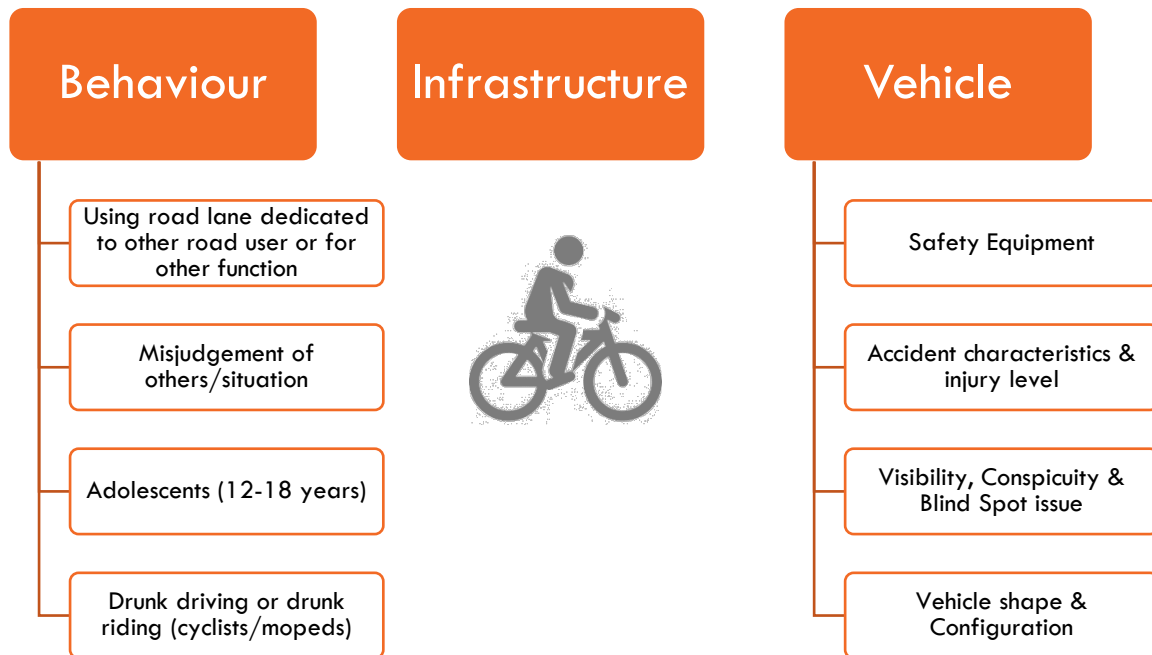 Behaviour
Using road lane dedicated
to other road user or for
other function
Misjudgement of
others/situation
Adolescents (12-18 years)
Drunk driving or drunk
riding (cyclists/mopeds)
Infrastructure
Vehicle
Safety Equipment
Accident characteristics &
injury level
Visibility, Conspicuity &
Blind Spot issue
Vehicle shape &
Configuration